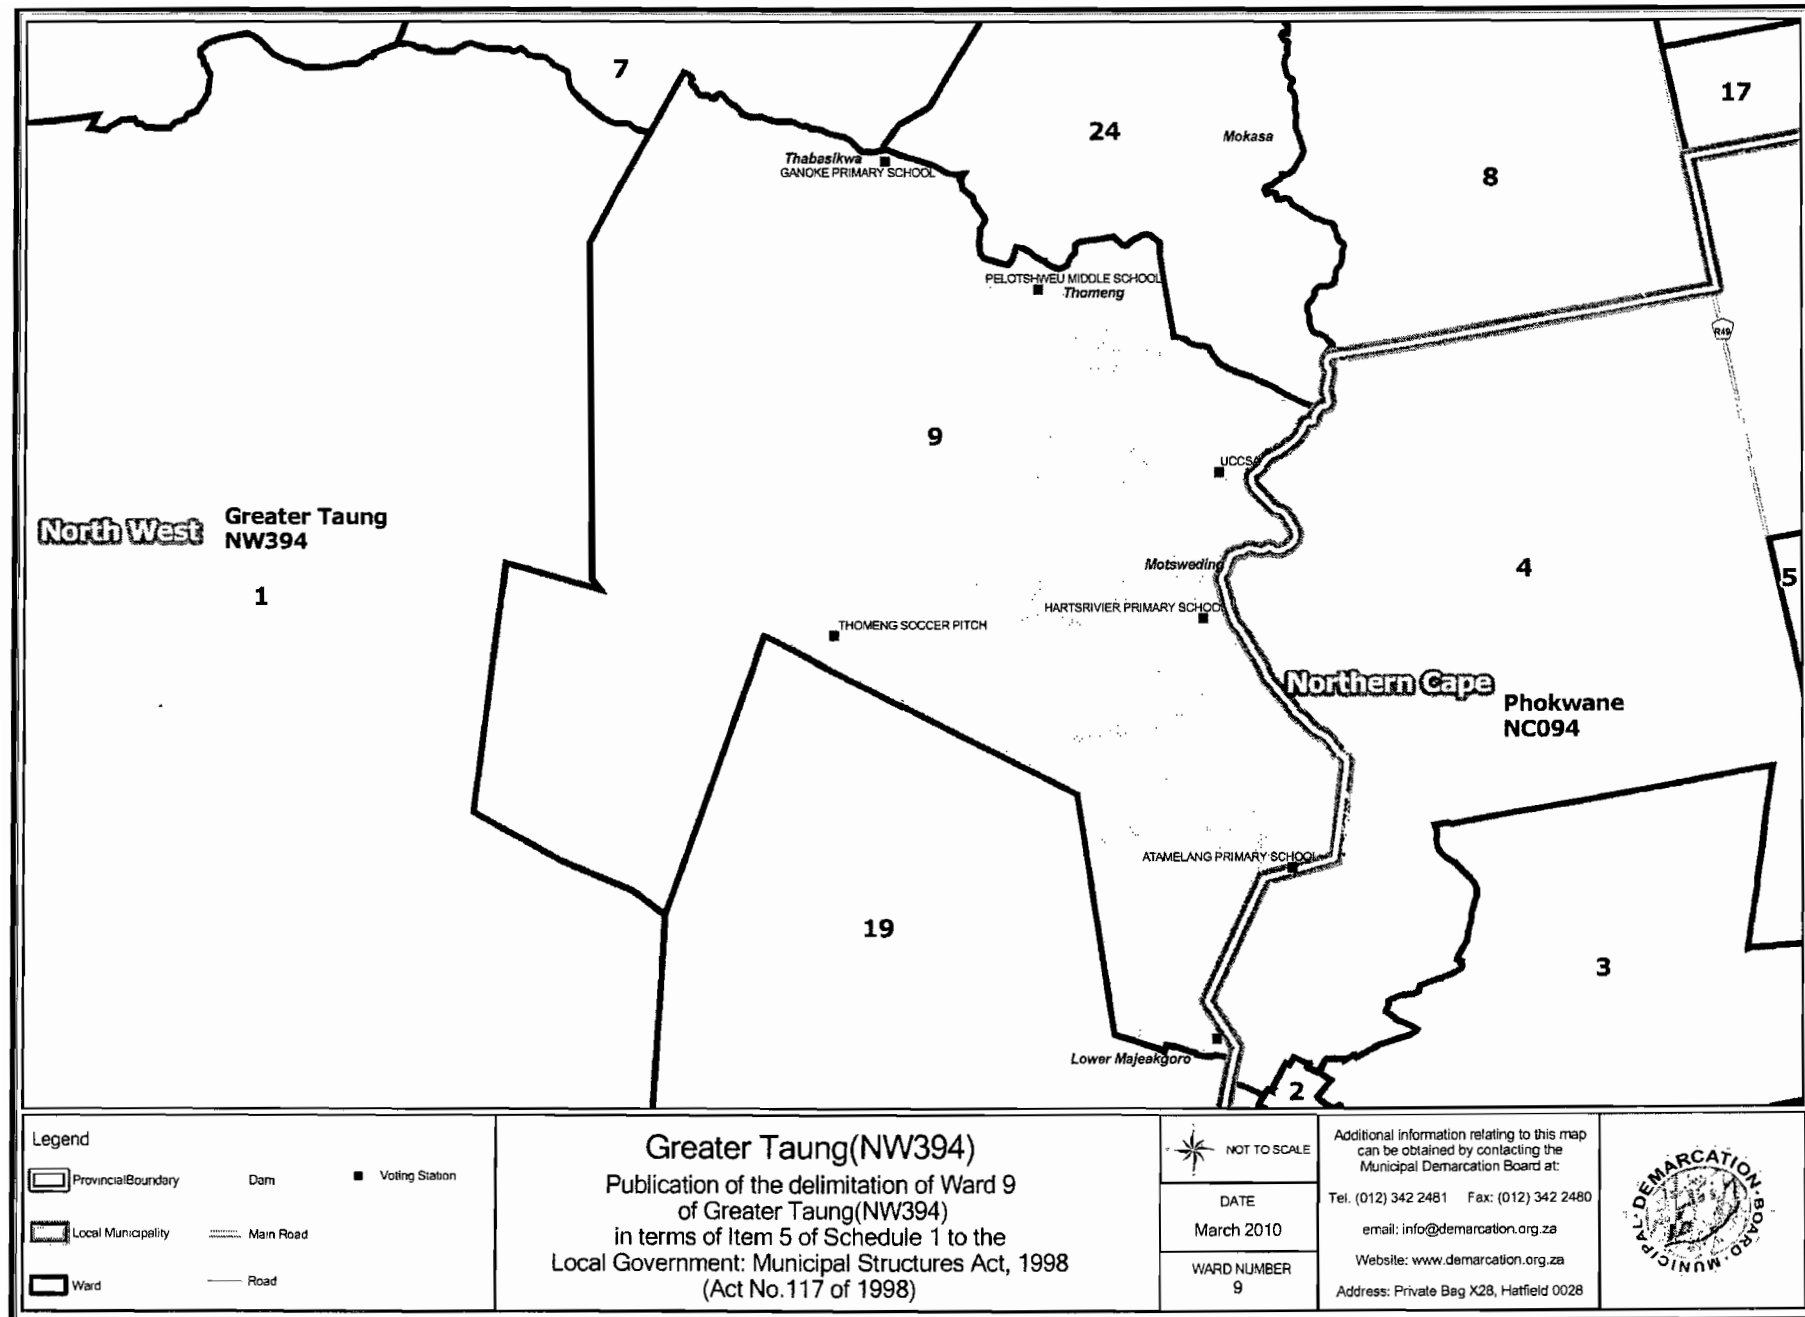 7
17
24
Mokasa
Thabasikwa
GANOKE PRIMARY SCHOOL
8
PELOTSHWEU MIDDLE SCHOOL
Thomeng
R49
9
UCCSA
North West
Greater Taung
NW394
Motsweding
4
5
1
HARTSRIVIER PRIMARY SCHOOL
THOMENG SOCCER PITCH
Northern Cape
Phokwane
NC094
ATAMELANG PRIMARY SCHOOL
19
3
Lower Majeakgoro
2
Legend
ProvincialBoundary
Dam
Voting Station
Local Municipality
Main Road
Ward
Road
Greater Taung(NW394)
Publication of the delimitation of Ward 9
of Greater Taung(NW394)
in terms of Item 5 of Schedule 1 to the
Local Government: Municipal Structures Act, 1998
(Act No.117 of 1998)
NOT TO SCALE
DATE
March 2010
WARD NUMBER
9
Additional information relating to this map
can be obtained by contacting the
Municipal Demarcation Board at:
Tel. (012) 342 2481 Fax: (012) 342 2480
email: info@demarcation.org.za
Website: www.demarcation.org.za
Address: Private Bag X28, Hatfield 0028
MUNICIPAL DEMARCATION BOARD